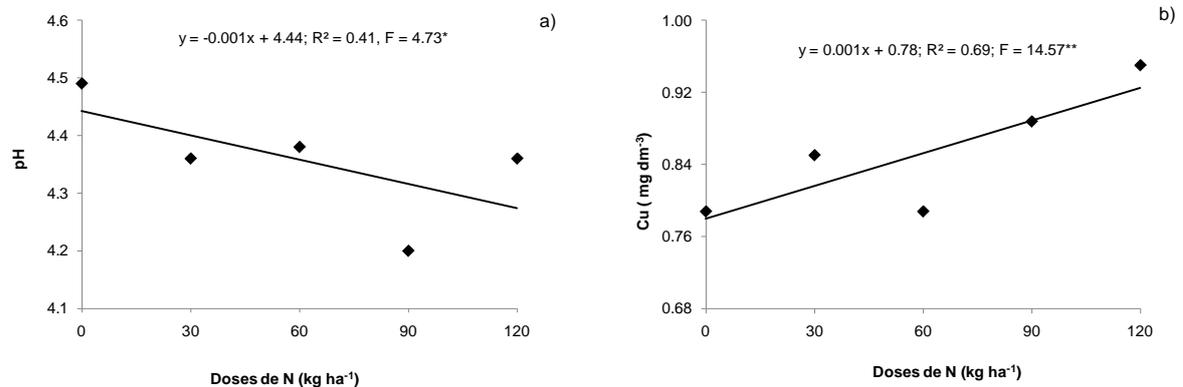 a)
y = -0.001x + 4.44; R² = 0.41, F = 4.73*
4.6
4.5
4.4
4.3
4.2
4.1
pH
0 30 60 90 120
Doses de N (kg ha⁻¹)
b)
y = 0.001x + 0.78; R² = 0.69; F = 14.57**
1.00
0.92
0.84
0.76
0.68
Cu ( mg dm⁻³)
0 30 60 90 120
Doses de N (kg ha⁻¹)